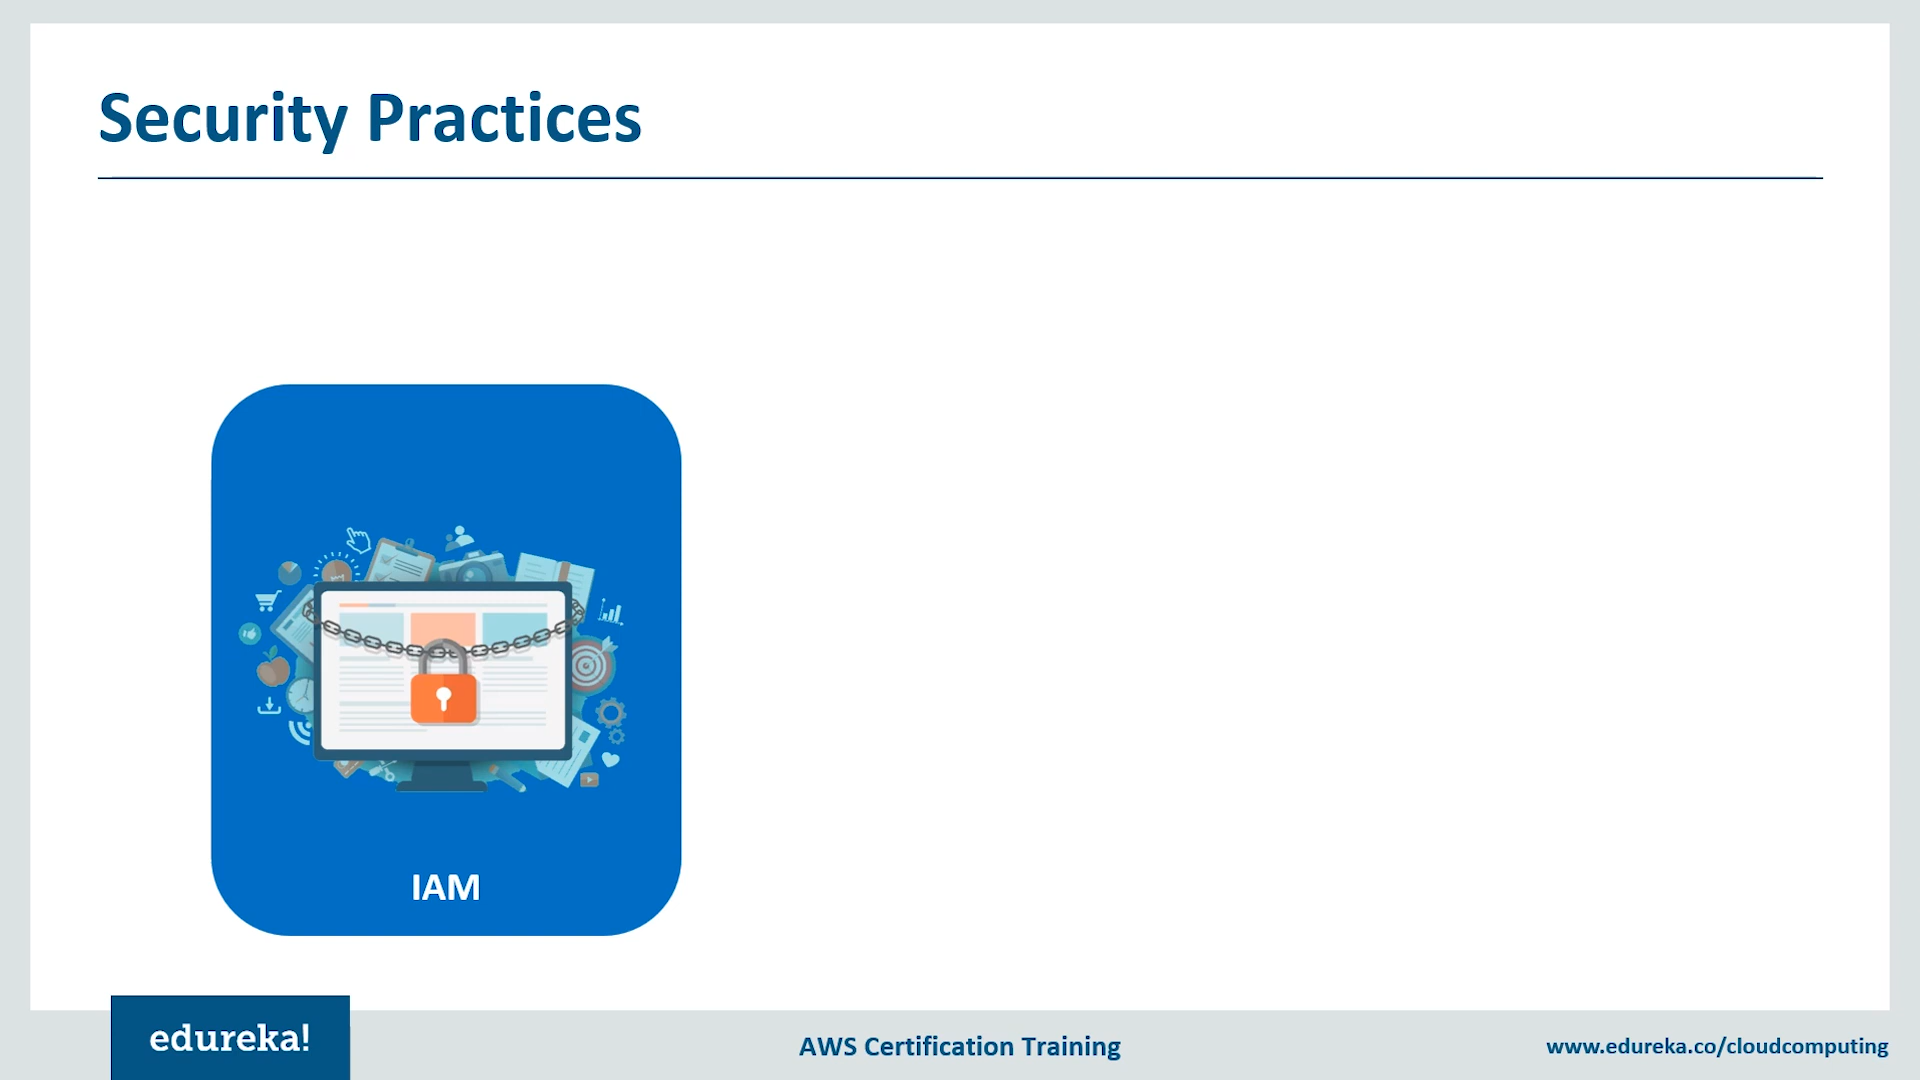 Security Practices
IAM
edureka!
AWS Certification Training
www.edureka.co/cloudcomputing